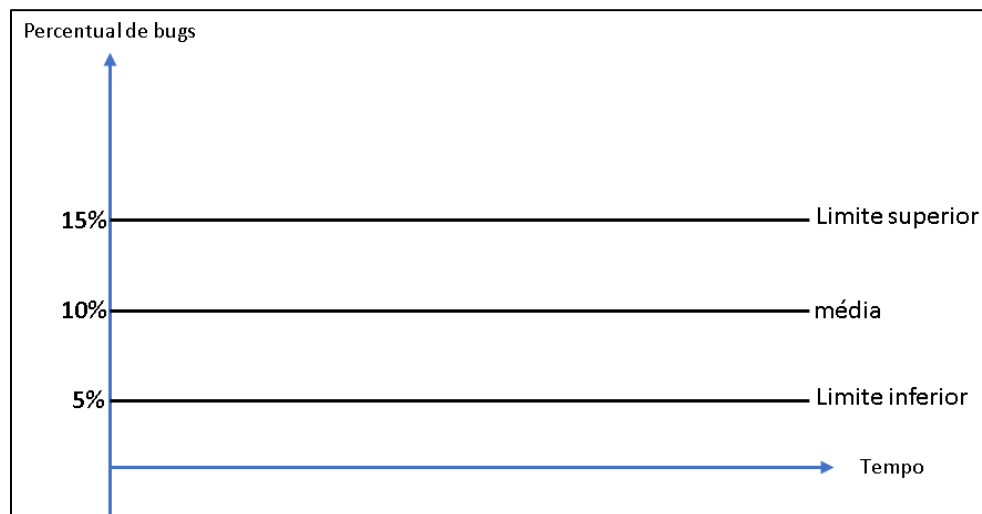 Percentual de bugs
15%
Limite superior
10%
média
5%
Limite inferior
Tempo